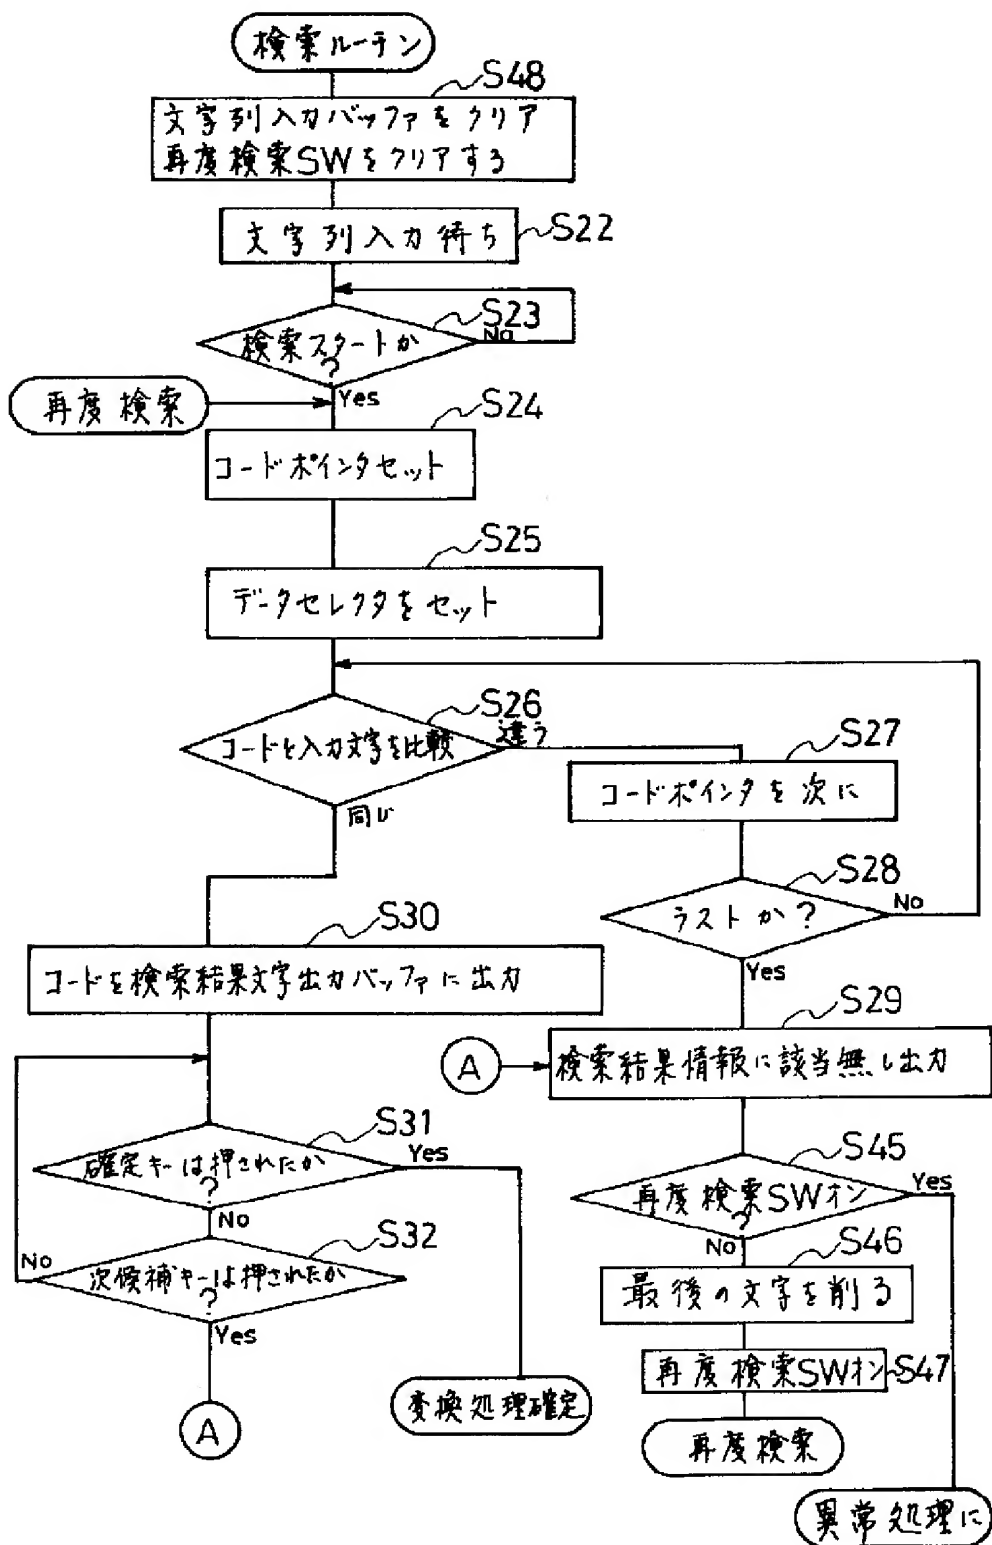 検索ルーチン
S48
文字列入力バッファをクリア
再度検索SWをクリアする
文字列入力待ち
S22
S23
検索スタートか
?
No
Yes
再度検索
S24
コードポインタセット
S25
データセレクタをセット
S26
コードと入力文字を比較
違う
同じ
S27
コードポインタを次に
S28
ラストか?
No
Yes
S30
コードを検索結果文字出力バッファに出力
S29
A
検索結果情報に該当無し出力
S31
確定キーは押されたか
?
Yes
No
S45
再度検索SWオン
?
Yes
No
S32
次候補キーは押されたか
?
No
Yes
S46
最後の文字を削る
再度検索SWオン
S47
変換処理確定
A
再度検索
異常処理に